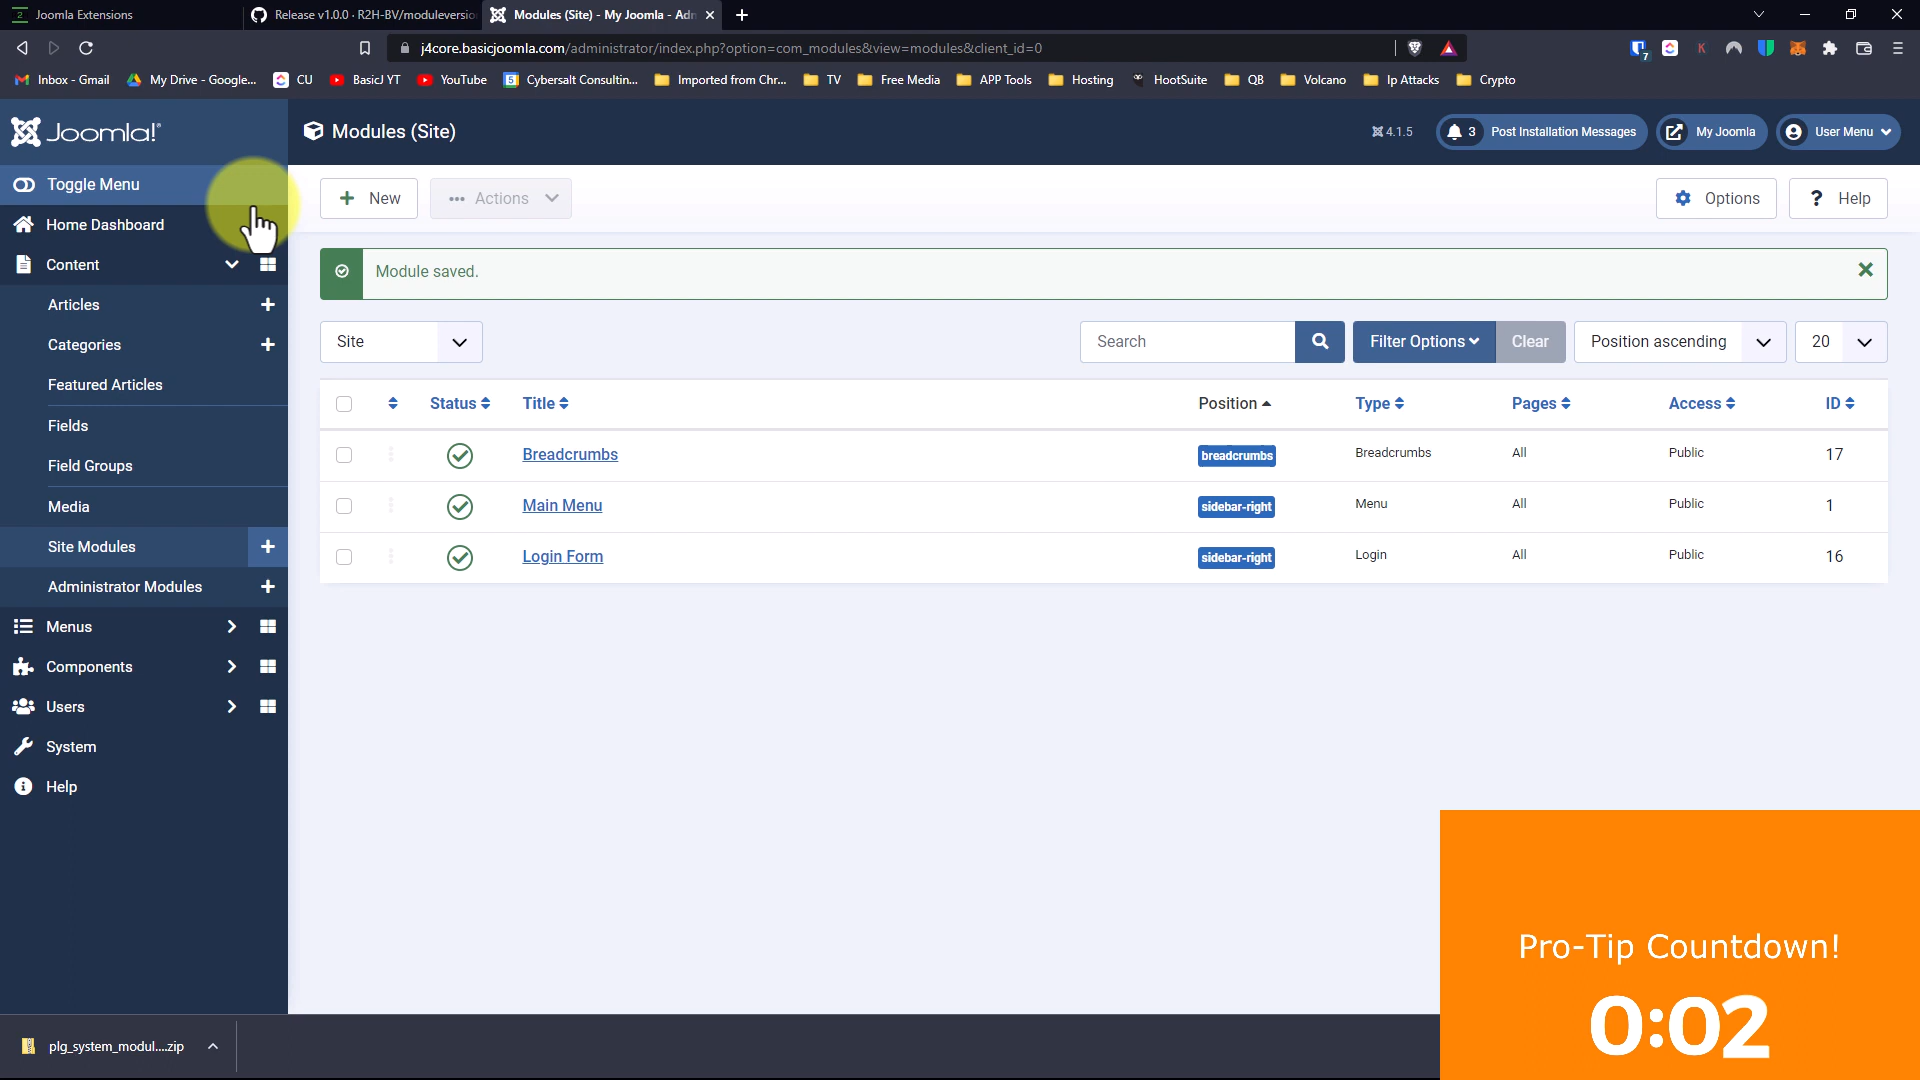 Joomla Extensions
Release v1.0.0 · R2H-BV/moduleversio
Modules (Site) - My Joomla - Adm
j4core.basicjoomla.com/administrator/index.php?option=com_modules&view=modules&client_id=0
7
Inbox - Gmail
My Drive - Google...
CU
BasicJ YT
YouTube
Cybersalt Consultin...
Imported from Chr...
TV
Free Media
APP Tools
Hosting
HootSuite
QB
Volcano
Ip Attacks
Crypto
Joomla!
Modules (Site)
4.1.5
3 Post Installation Messages
My Joomla
User Menu
Toggle Menu
Home Dashboard
Content
Articles
Categories
Featured Articles
Fields
Field Groups
Media
Site Modules
Administrator Modules
Menus
Components
Users
System
Help
New
Actions
Options
Help
Module saved.
Site
Search
Filter Options
Clear
Position ascending
20
Status Title Position Type Pages Access ID
Breadcrumbs breadcrumbs Breadcrumbs All Public 17
Main Menu sidebar-right Menu All Public 1
Login Form sidebar-right Login All Public 16
plg_system_modul....zip
Pro-Tip Countdown!
0:02